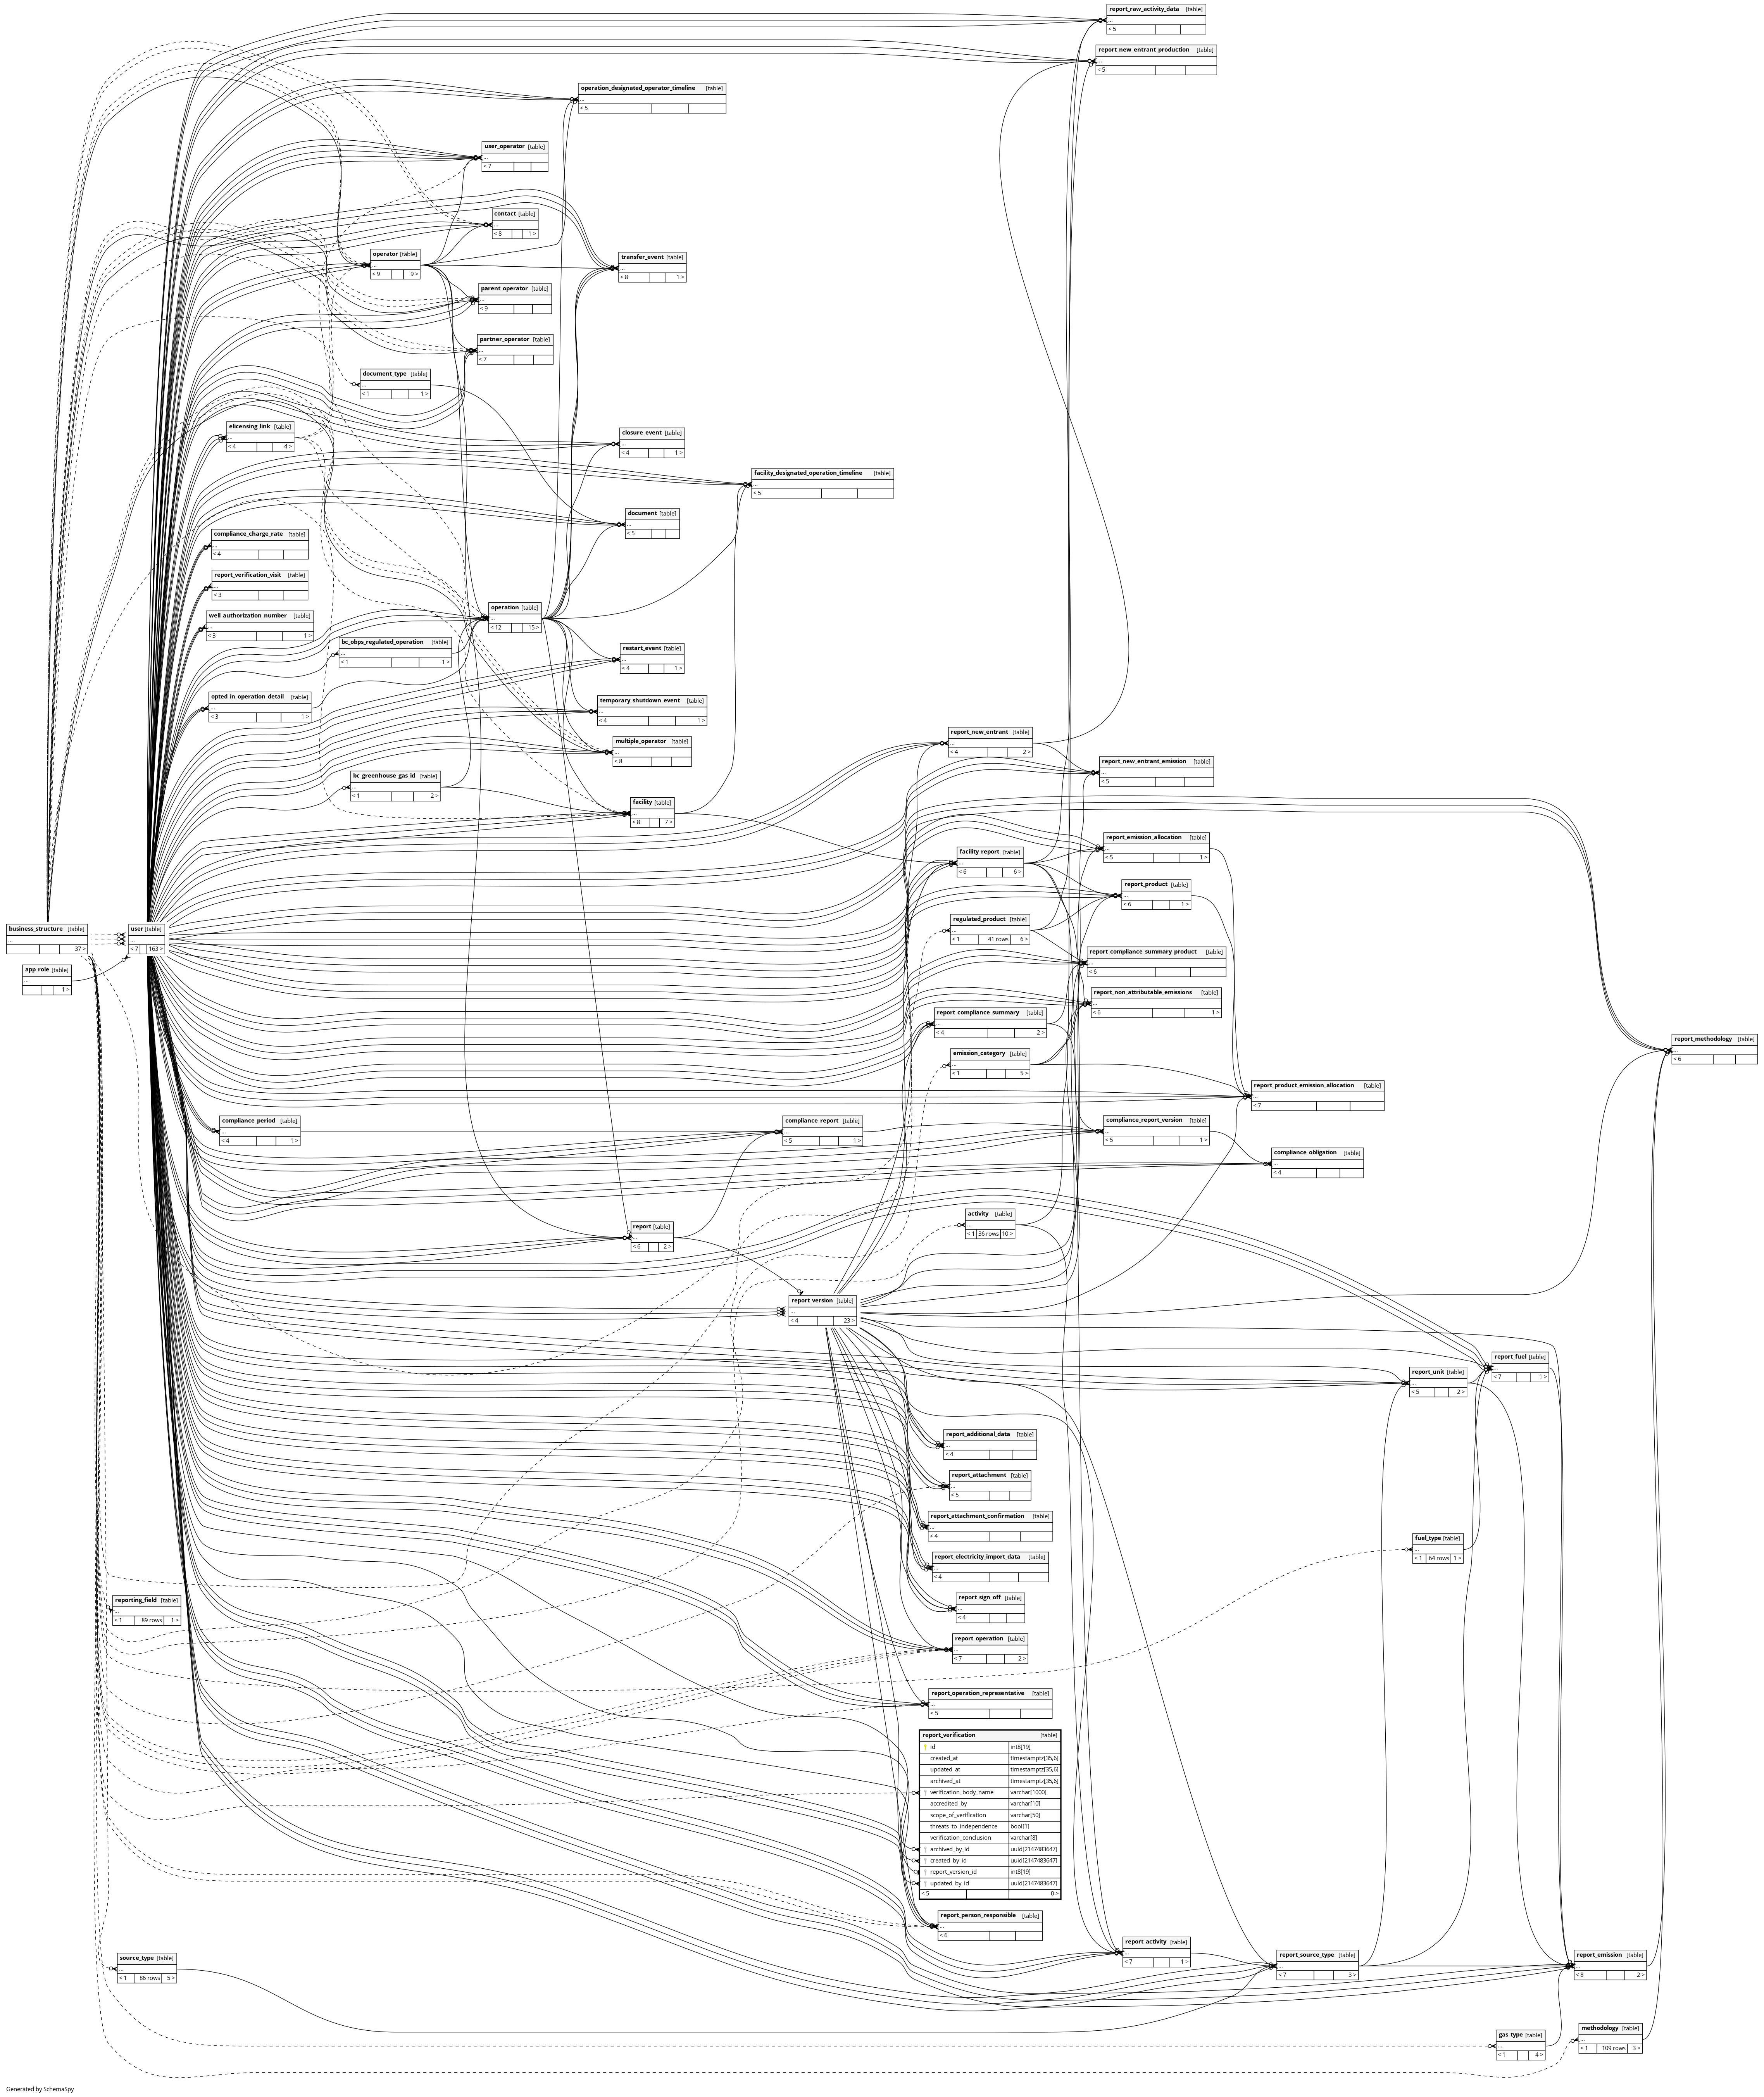 report_raw_activity_data [table]
...
< 5
report_new_entrant_production [table]
...
< 5
operation_designated_operator_timeline [table]
...
< 5
user_operator [table]
...
< 7
contact [table]
...
< 8 1 >
operator [table]
...
< 9 9 >
transfer_event [table]
...
< 8 1 >
parent_operator [table]
...
< 9
partner_operator [table]
...
< 7
document_type [table]
...
< 1 1 >
elicensing_link [table]
...
< 4 4 >
closure_event [table]
...
< 4 1 >
facility_designated_operation_timeline [table]
...
< 5
document [table]
...
< 5
compliance_charge_rate [table]
...
< 4
report_verification_visit [table]
...
< 3
well_authorization_number [table]
...
< 3 1 >
operation [table]
...
< 12 15 >
bc_obps_regulated_operation [table]
...
< 1 1 >
restart_event [table]
...
< 4 1 >
opted_in_operation_detail [table]
...
< 3 1 >
temporary_shutdown_event [table]
...
< 4 1 >
multiple_operator [table]
...
< 8
report_new_entrant [table]
...
< 4 2 >
report_new_entrant_emission [table]
...
< 5
bc_greenhouse_gas_id [table]
...
< 1 2 >
facility [table]
...
< 8 7 >
report_emission_allocation [table]
...
< 5 1 >
facility_report [table]
...
< 6 6 >
report_product [table]
...
< 6 1 >
regulated_product [table]
...
< 1 41 rows 6 >
business_structure [table]
...
37 >
user [table]
...
< 7 163 >
app_role [table]
...
1 >
report_compliance_summary_product [table]
...
< 6
report_non_attributable_emissions [table]
...
< 6 1 >
report_compliance_summary [table]
...
< 4 2 >
report_methodology [table]
...
< 6
emission_category [table]
...
< 1 5 >
report_product_emission_allocation [table]
...
< 7
compliance_period [table]
...
< 4 1 >
compliance_report [table]
...
< 5 1 >
compliance_report_version [table]
...
< 5 1 >
compliance_obligation [table]
...
< 4
activity [table]
...
< 1 36 rows 10 >
report [table]
...
< 6 2 >
report_version [table]
...
< 4 23 >
report_fuel [table]
...
< 7 1 >
report_unit [table]
...
< 5 2 >
report_additional_data [table]
...
< 4
report_attachment [table]
...
< 5
report_attachment_confirmation [table]
...
< 4
fuel_type [table]
...
< 1 64 rows 1 >
report_electricity_import_data [table]
...
< 4
reporting_field [table]
...
< 1 89 rows 1 >
report_sign_off [table]
...
< 4
report_operation [table]
...
< 7 2 >
report_operation_representative [table]
...
< 5
report_verification [table]
id int8[19]
created_at timestamptz[35,6]
updated_at timestamptz[35,6]
archived_at timestamptz[35,6]
verification_body_name varchar[1000]
accredited_by varchar[10]
scope_of_verification varchar[50]
threats_to_independence bool[1]
verification_conclusion varchar[8]
archived_by_id uuid[2147483647]
created_by_id uuid[2147483647]
report_version_id int8[19]
updated_by_id uuid[2147483647]
< 5 0 >
report_person_responsible [table]
...
< 6
report_activity [table]
...
< 7 1 >
source_type [table]
...
< 1 86 rows 5 >
report_source_type [table]
...
< 7 3 >
report_emission [table]
...
< 8 2 >
gas_type [table]
...
< 1 4 >
methodology [table]
...
< 1 109 rows 3 >
Generated by SchemaSpy